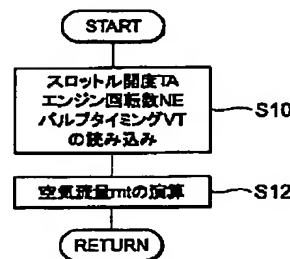 START
スロットル開度TA
エンジン回転数NE
バルブタイミングVT
の読み込み
S10
空気流量mtの演算
S12
RETURN